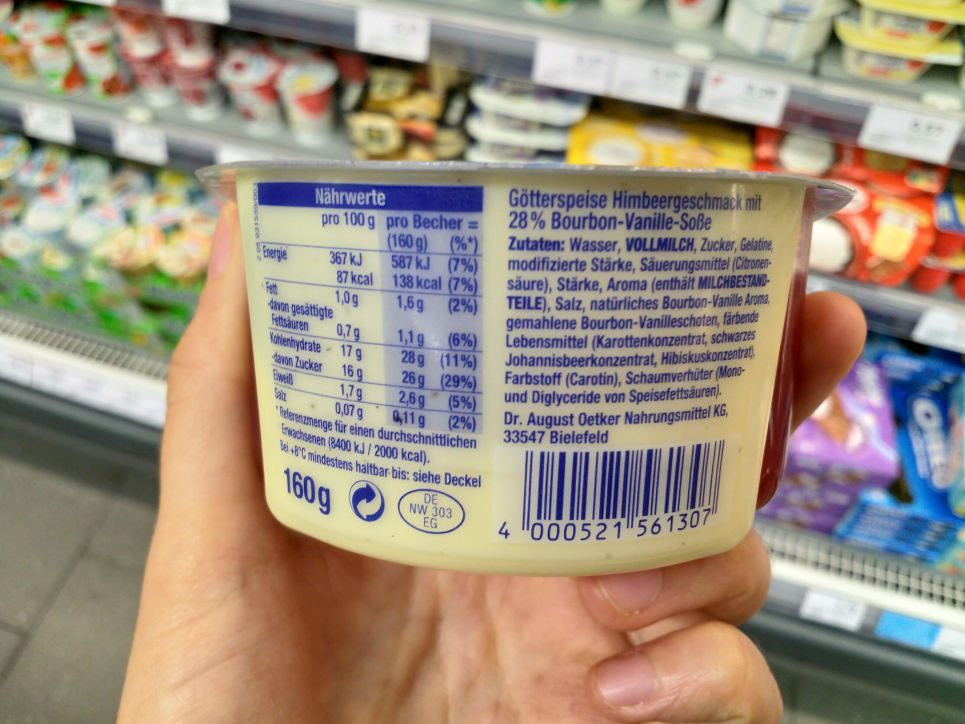 Nährwerte
pro 100 g pro Becher =
(160 g) (%*)
Energie 367 kJ 587 kJ (7%)
87 kcal 138 kcal (7%)
Fett 1,0 g 1,6 g (2%)
-davon gesättigte
Fettsäuren 0,7 g 1,1 g (6%)
Kohlenhydrate 17 g 28 g (11%)
-davon Zucker 16 g 26 g (29%)
Eiweiß 1,7 g 2,6 g (5%)
Salz 0,07 g 0,11 g (2%)
*Referenzmenge für einen durchschnittlichen
Erwachsenen (8400 kJ / 2000 kcal).
Bei +8°C mindestens haltbar bis: siehe Deckel
160g
DE
NW 303
EG
Götterspeise Himbeergeschmack mit
28% Bourbon-Vanille-Soße
Zutaten: Wasser, VOLLMILCH, Zucker, Gelatine,
modifizierte Stärke, Säuerungsmittel (Citronen-
säure), Stärke, Aroma (enthält MILCHBESTAND-
TEILE), Salz, natürliches Bourbon-Vanille Aroma,
gemahlene Bourbon-Vanilleschoten, färbende
Lebensmittel (Karottenkonzentrat, schwarzes
Johannisbeerkonzentrat, Hibiskuskonzentrat),
Farbstoff (Carotin), Schaumverhüter (Mono-
und Diglyceride von Speisefettsäuren).
Dr. August Oetker Nahrungsmittel KG,
33547 Bielefeld
4 000521 561307
OREO